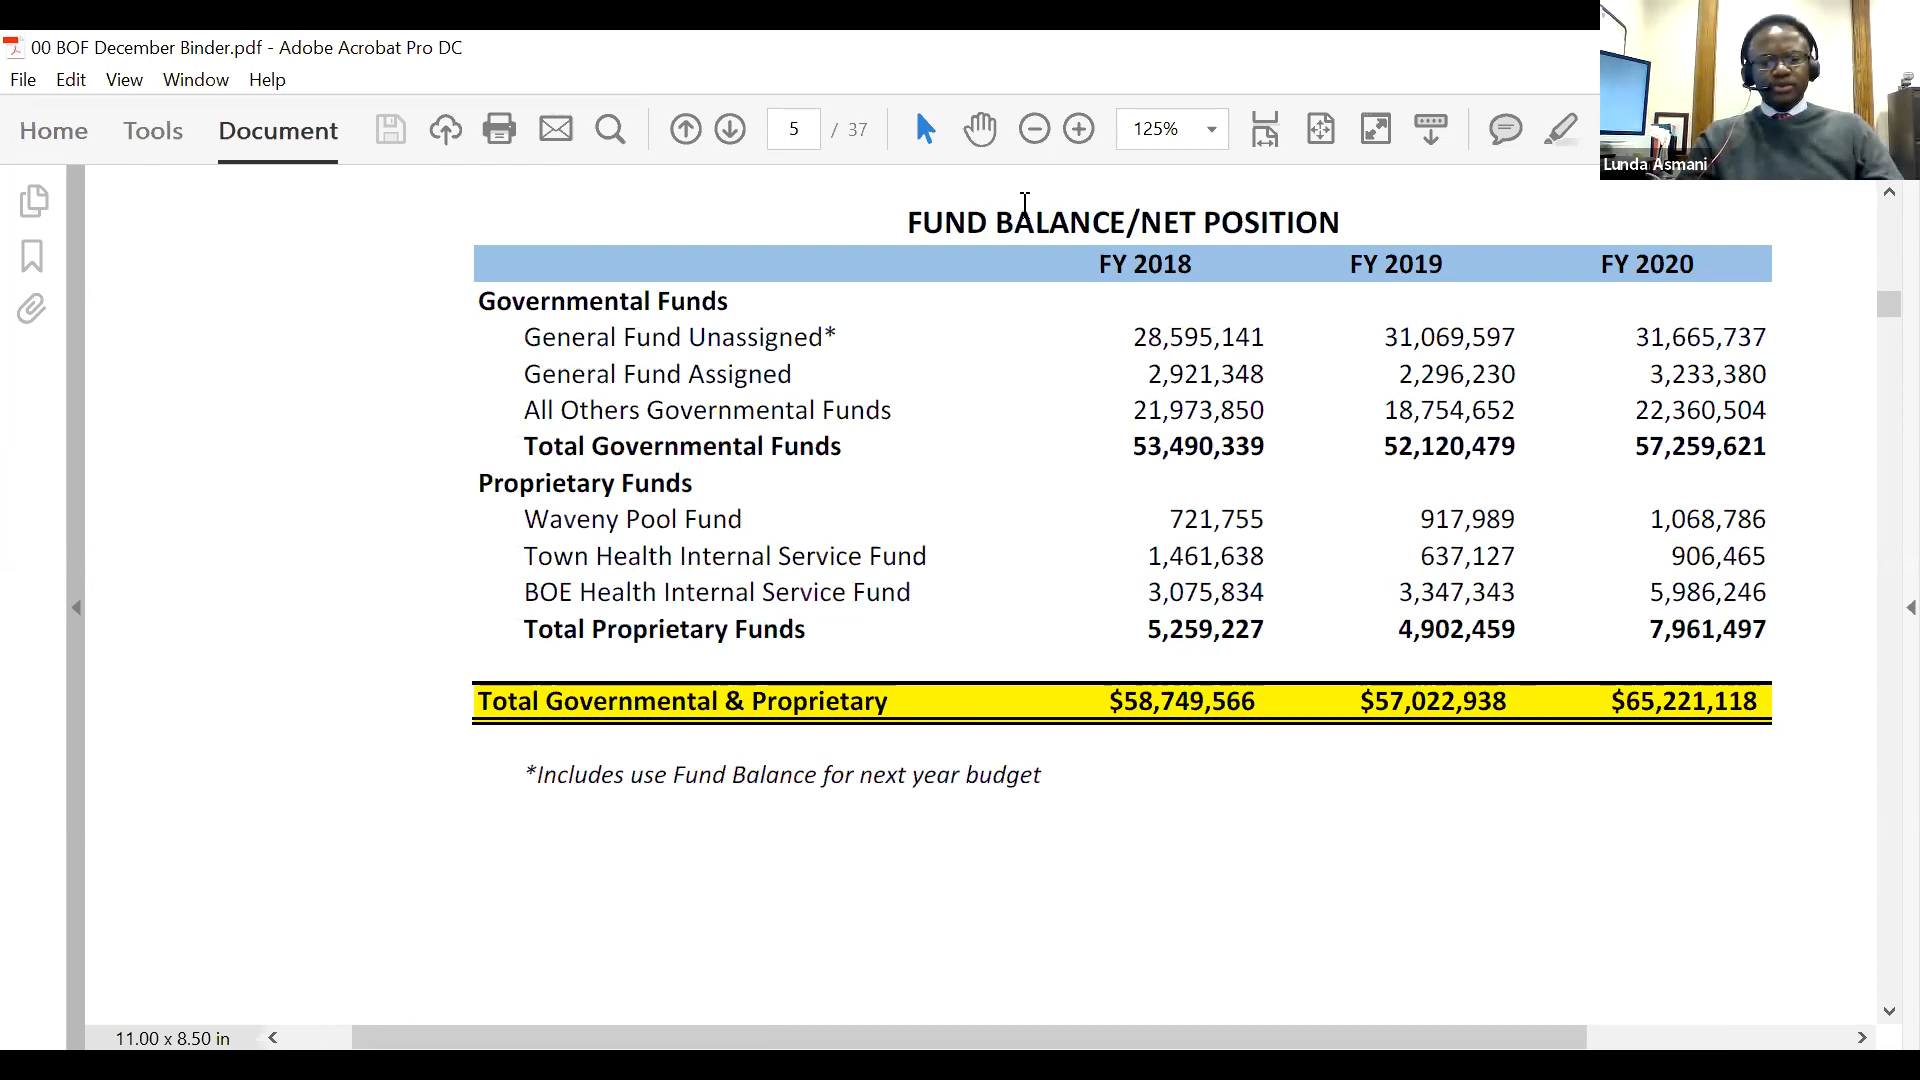 00 BOF December Binder.pdf - Adobe Acrobat Pro DC
File Edit View Window Help
Home Tools Document 5 / 37 125%
Lunda Asmani
FUND BALANCE/NET POSITION
FY 2018 FY 2019 FY 2020
Governmental Funds
General Fund Unassigned* 28,595,141 31,069,597 31,665,737
General Fund Assigned 2,921,348 2,296,230 3,233,380
All Others Governmental Funds 21,973,850 18,754,652 22,360,504
Total Governmental Funds 53,490,339 52,120,479 57,259,621
Proprietary Funds
Waveny Pool Fund 721,755 917,989 1,068,786
Town Health Internal Service Fund 1,461,638 637,127 906,465
BOE Health Internal Service Fund 3,075,834 3,347,343 5,986,246
Total Proprietary Funds 5,259,227 4,902,459 7,961,497
Total Governmental & Proprietary $58,749,566 $57,022,938 $65,221,118
*Includes use Fund Balance for next year budget
11.00 x 8.50 in